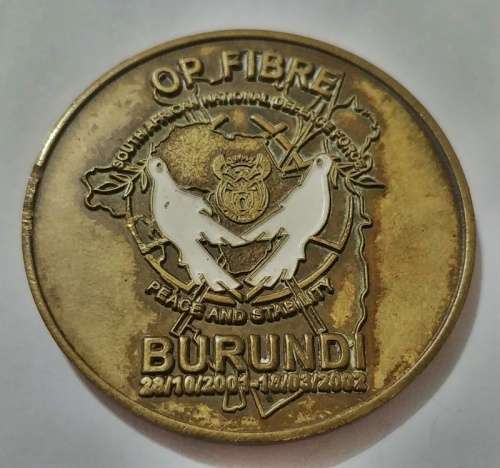 OP FIBRE
SOUTH AFRICAN NATIONAL DEFENCE FORCE
PEACE AND STABILITY
BURUNDI
28/10/2001-18/03/2002